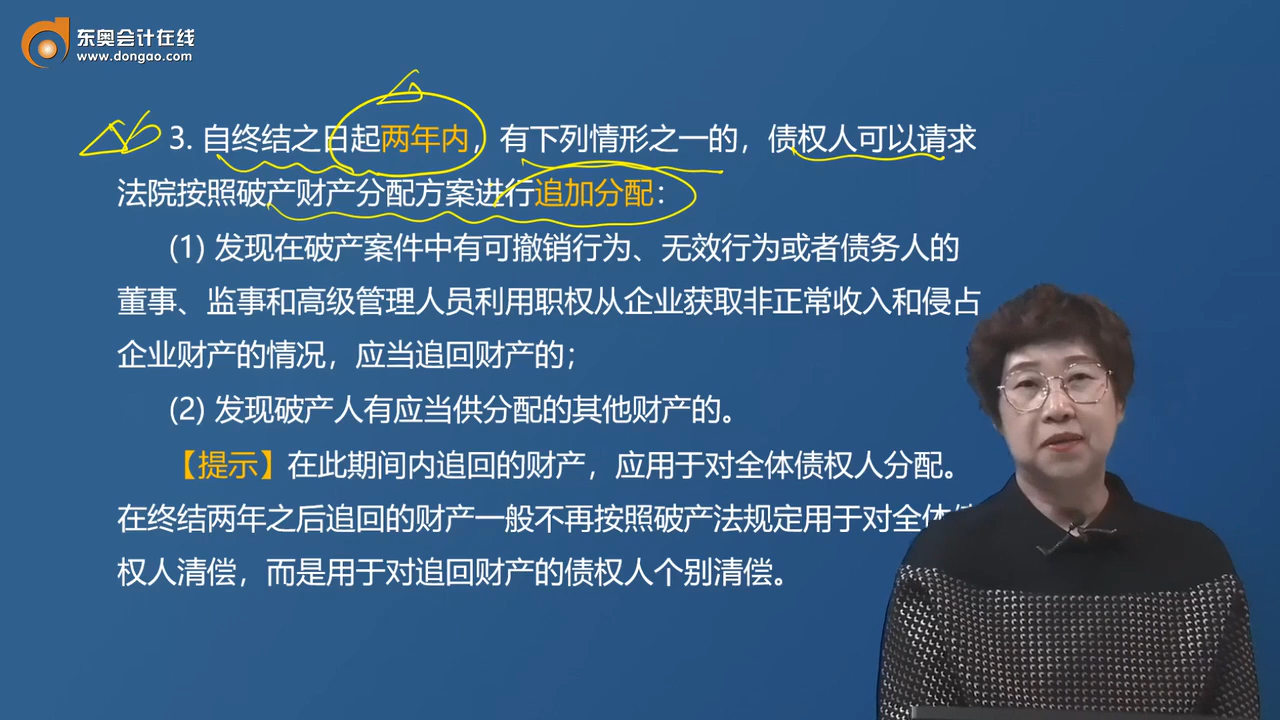 东奥会计在线
www.dongao.com
3. 自终结之日起两年内，有下列情形之一的，债权人可以请求
法院按照破产财产分配方案进行追加分配：
(1) 发现在破产案件中有可撤销行为、无效行为或者债务人的
董事、监事和高级管理人员利用职权从企业获取非正常收入和侵占
企业财产的情况，应当追回财产的；
(2) 发现破产人有应当供分配的其他财产的。
【提示】在此期间内追回的财产，应用于对全体债权人分配。
在终结两年之后追回的财产一般不再按照破产法规定用于对全体
权人清偿，而是用于对追回财产的债权人个别清偿。